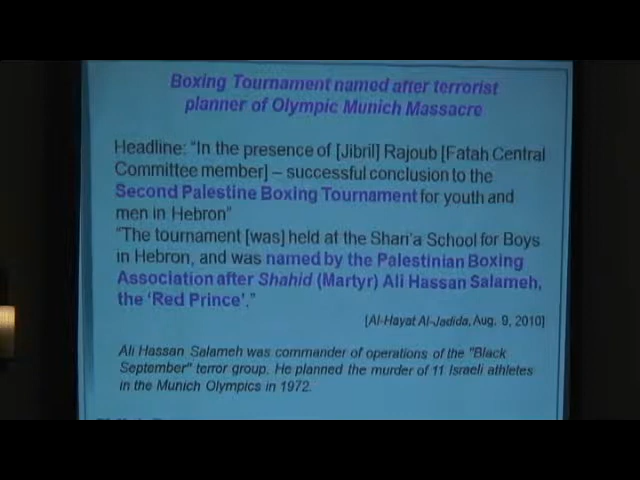 Boxing Tournament named after terrorist
planner of Olympic Munich Massacre
Headline: "In the presence of [Jibril] Rajoub [Fatah Central
Committee member] – successful conclusion to the
Second Palestine Boxing Tournament for youth and
men in Hebron"
"The tournament [was] held at the Shari'a School for Boys
in Hebron, and was named by the Palestinian Boxing
Association after Shahid (Martyr) Ali Hassan Salameh,
the 'Red Prince'."
[Al-Hayat Al-Jadida, Aug. 9, 2010]
Ali Hassan Salameh was commander of operations of the "Black
September" terror group. He planned the murder of 11 Israeli athletes
in the Munich Olympics in 1972.